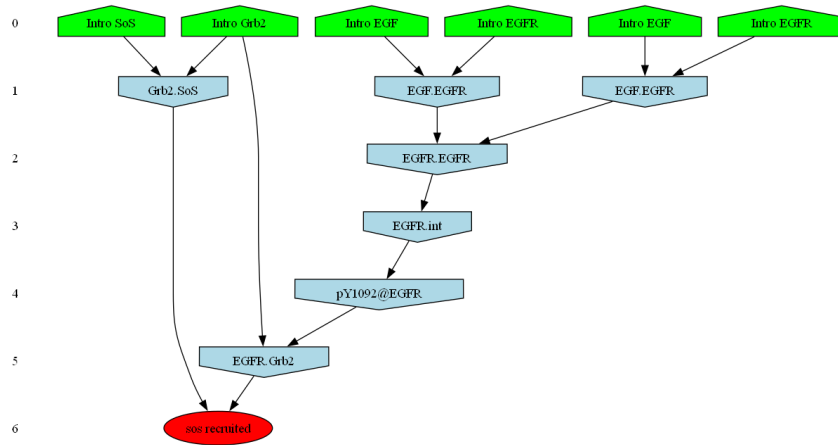 0 Intro SoS Intro Grb2 Intro EGF Intro EGFR Intro EGF Intro EGFR
1 Grb2.SoS EGF.EGFR EGF.EGFR
2 EGFR.EGFR
3 EGFR.int
4 pY1092@EGFR
5 EGFR.Grb2
6 sos recruited